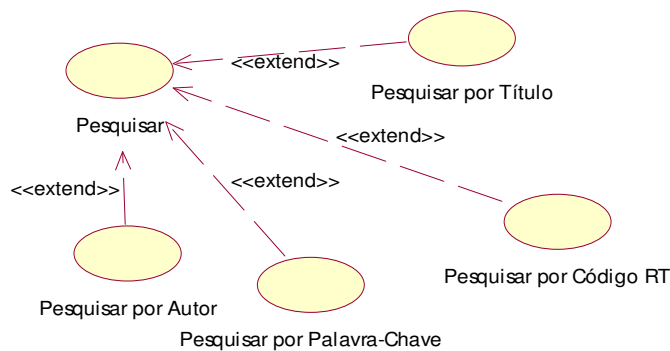 <<extend>>
Pesquisar por Título
Pesquisar
<<extend>>
<<extend>>
<<extend>>
Pesquisar por Código RT
Pesquisar por Autor
Pesquisar por Palavra-Chave